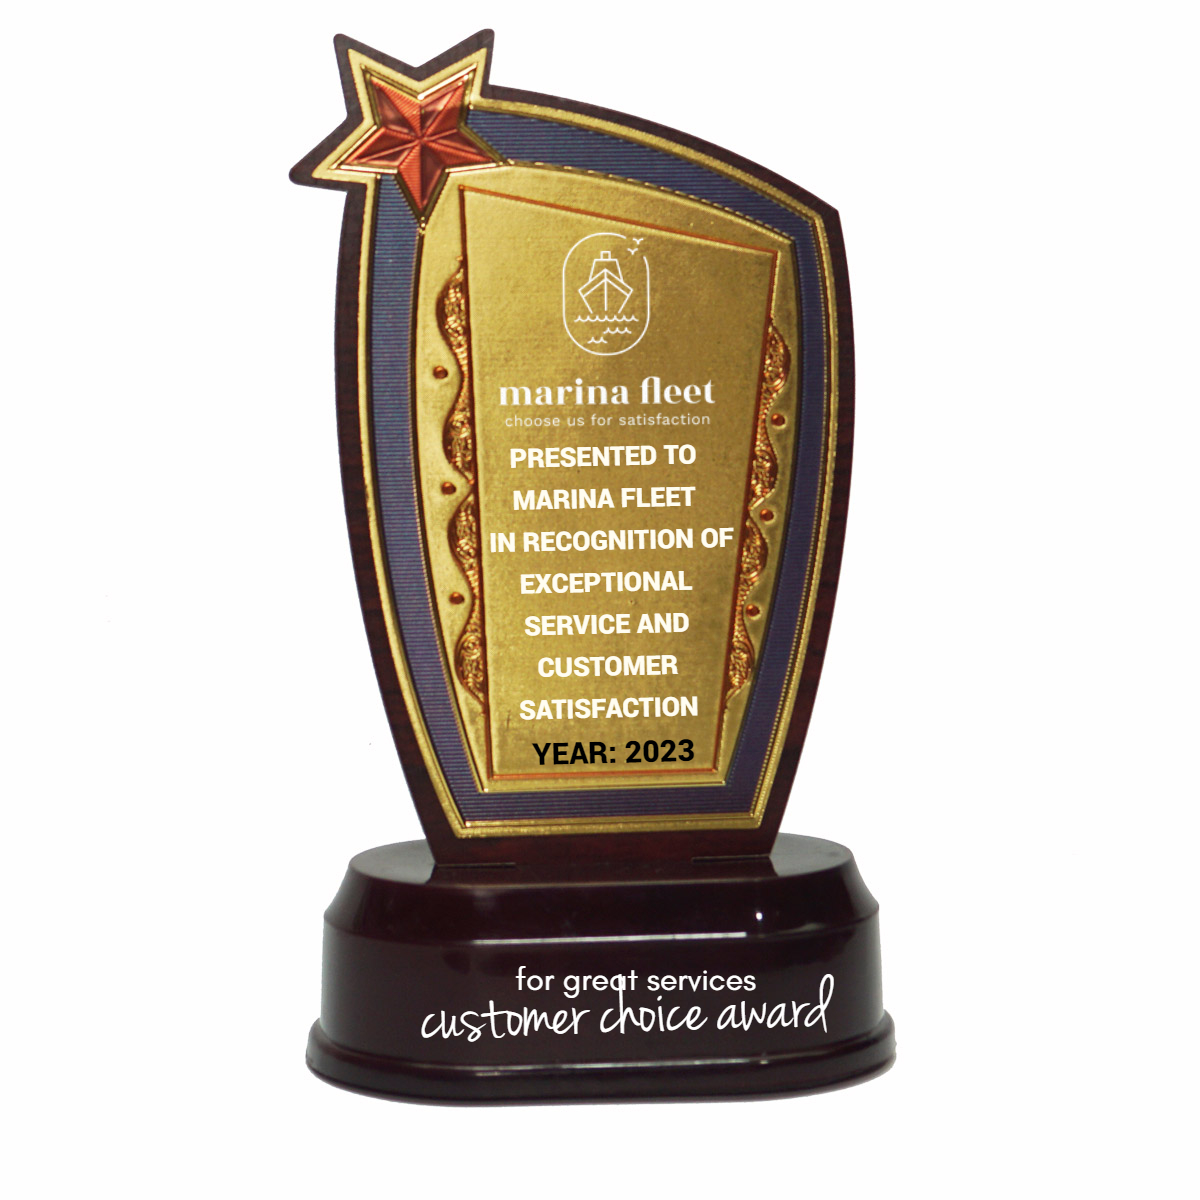 marina fleet
choose us for satisfaction
PRESENTED TO
MARINA FLEET
IN RECOGNITION OF
EXCEPTIONAL
SERVICE AND
CUSTOMER
SATISFACTION
YEAR: 2023
for great services
customer choice award